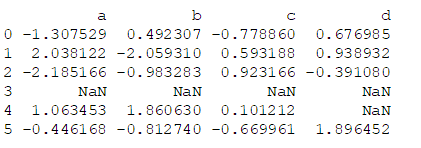 a b c d
0 -1.307529 0.492307 -0.778860 0.676985
1 2.038122 -2.059310 0.593188 0.938932
2 -2.185166 -0.983283 0.923166 -0.391080
3 NaN NaN NaN NaN
4 1.063453 1.860630 0.101212 NaN
5 -0.446168 -0.812740 -0.669961 1.896452